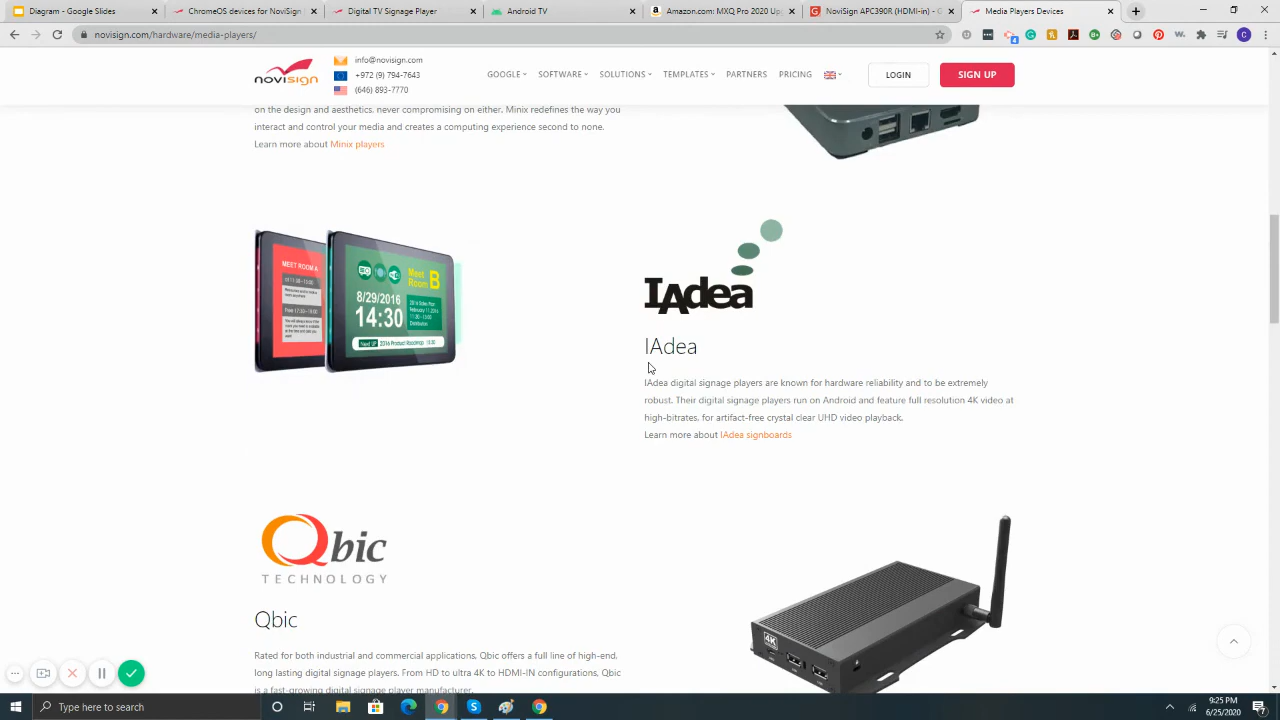 Diagram - Google Slides
ChromeOS devices for NoviSign
Digital TV Signage Player
Android TV
Amazon.com: MXQ Pro 2020 Up
NoviSign APC390R (HDMI-in) - G
Media Players Devices
novisign.com/hardware/media-players/
novisign
info@novisign.com
+972 (9) 794-7643
(646) 893-7770
GOOGLE
SOFTWARE
SOLUTIONS
TEMPLATES
PARTNERS
PRICING
LOGIN
SIGN UP
on the design and aesthetics, never compromising on either. Minix redefines the way you
interact and control your media and creates a computing experience second to none.
Learn more about Minix players
MEET ROOM A
Meet
Room B
8/29/2016
14:30
Next UP
IAdea
IAdea
IAdea digital signage players are known for hardware reliability and to be extremely
robust. Their digital signage players run on Android and feature full resolution 4K video at
high-bitrates, for artifact-free crystal clear UHD video playback.
Learn more about IAdea signboards
Qbic
TECHNOLOGY
4K
Qbic
Rated for both industrial and commercial applications, Qbic offers a full line of high-end,
long lasting digital signage players. From HD to ultra 4K to HDMI-IN configurations, Qbic
is a fast-growing digital signage player manufacturer.
Type here to search
9:25 PM
6/25/2020